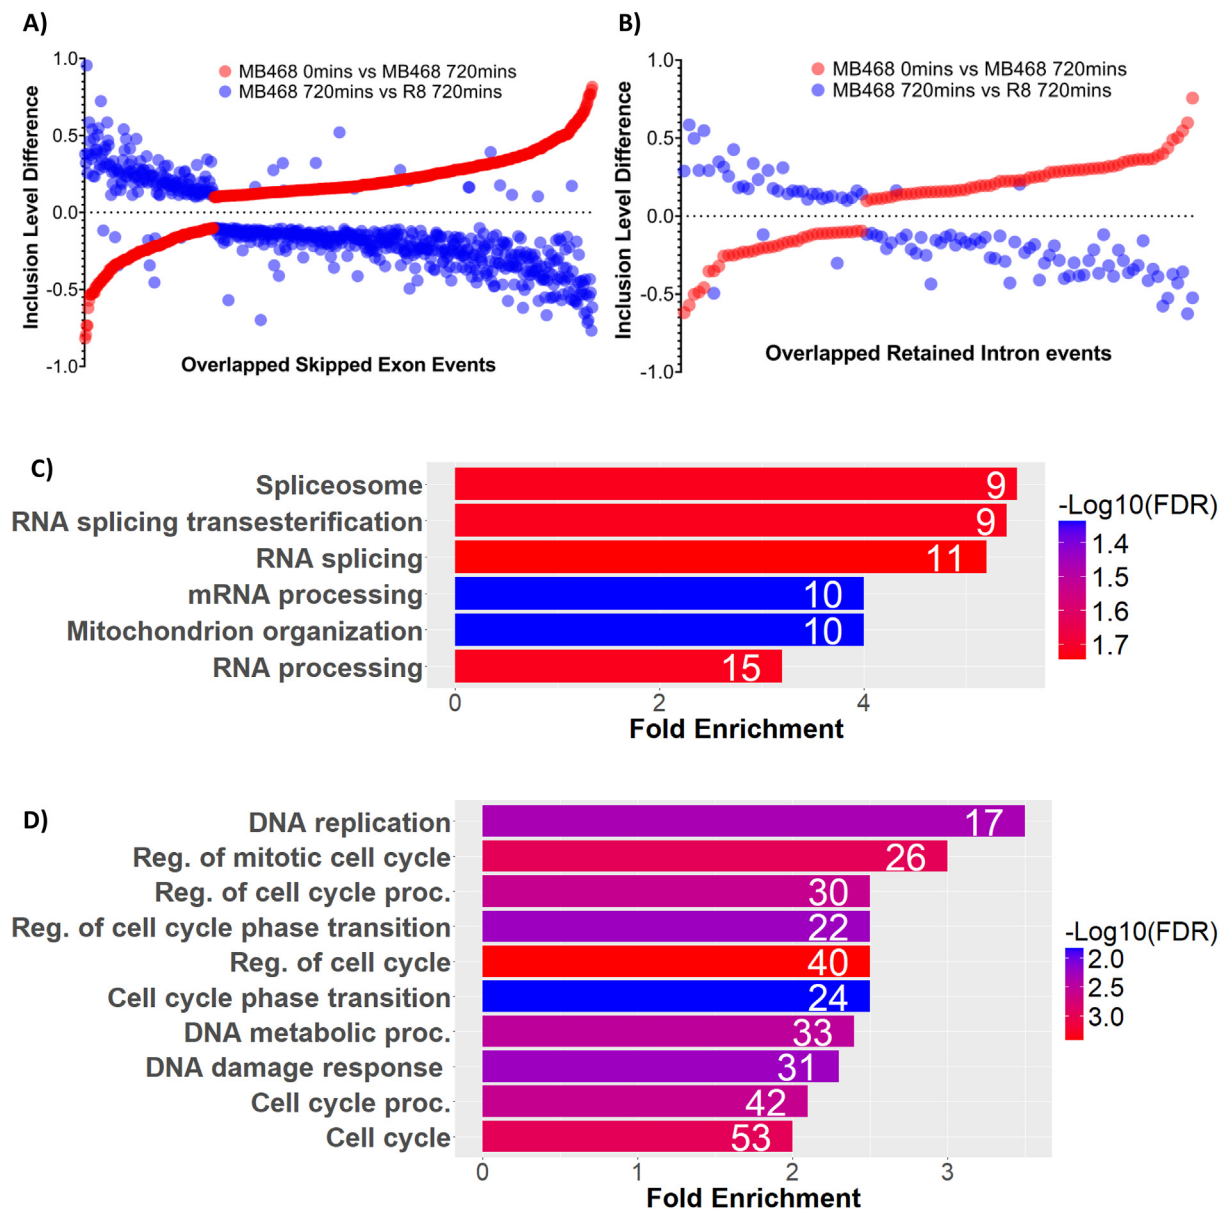 A)
B)
MB468 0mins vs MB468 720mins
MB468 720mins vs R8 720mins
Inclusion Level Difference
1.0
0.5
0.0
-0.5
-1.0
Overlapped Skipped Exon Events
MB468 0mins vs MB468 720mins
MB468 720mins vs R8 720mins
Inclusion Level Difference
1.0
0.5
0.0
-0.5
-1.0
Overlapped Retained Intron events
C)
Spliceosome 9
RNA splicing transesterification 9
RNA splicing 11
mRNA processing 10
Mitochondrion organization 10
RNA processing 15
0 2 4
Fold Enrichment
-Log10(FDR)
1.4
1.5
1.6
1.7
D)
DNA replication 17
Reg. of mitotic cell cycle 26
Reg. of cell cycle proc. 30
Reg. of cell cycle phase transition 22
Reg. of cell cycle 40
Cell cycle phase transition 24
DNA metabolic proc. 33
DNA damage response 31
Cell cycle proc. 42
Cell cycle 53
0 1 2 3
Fold Enrichment
-Log10(FDR)
2.0
2.5
3.0